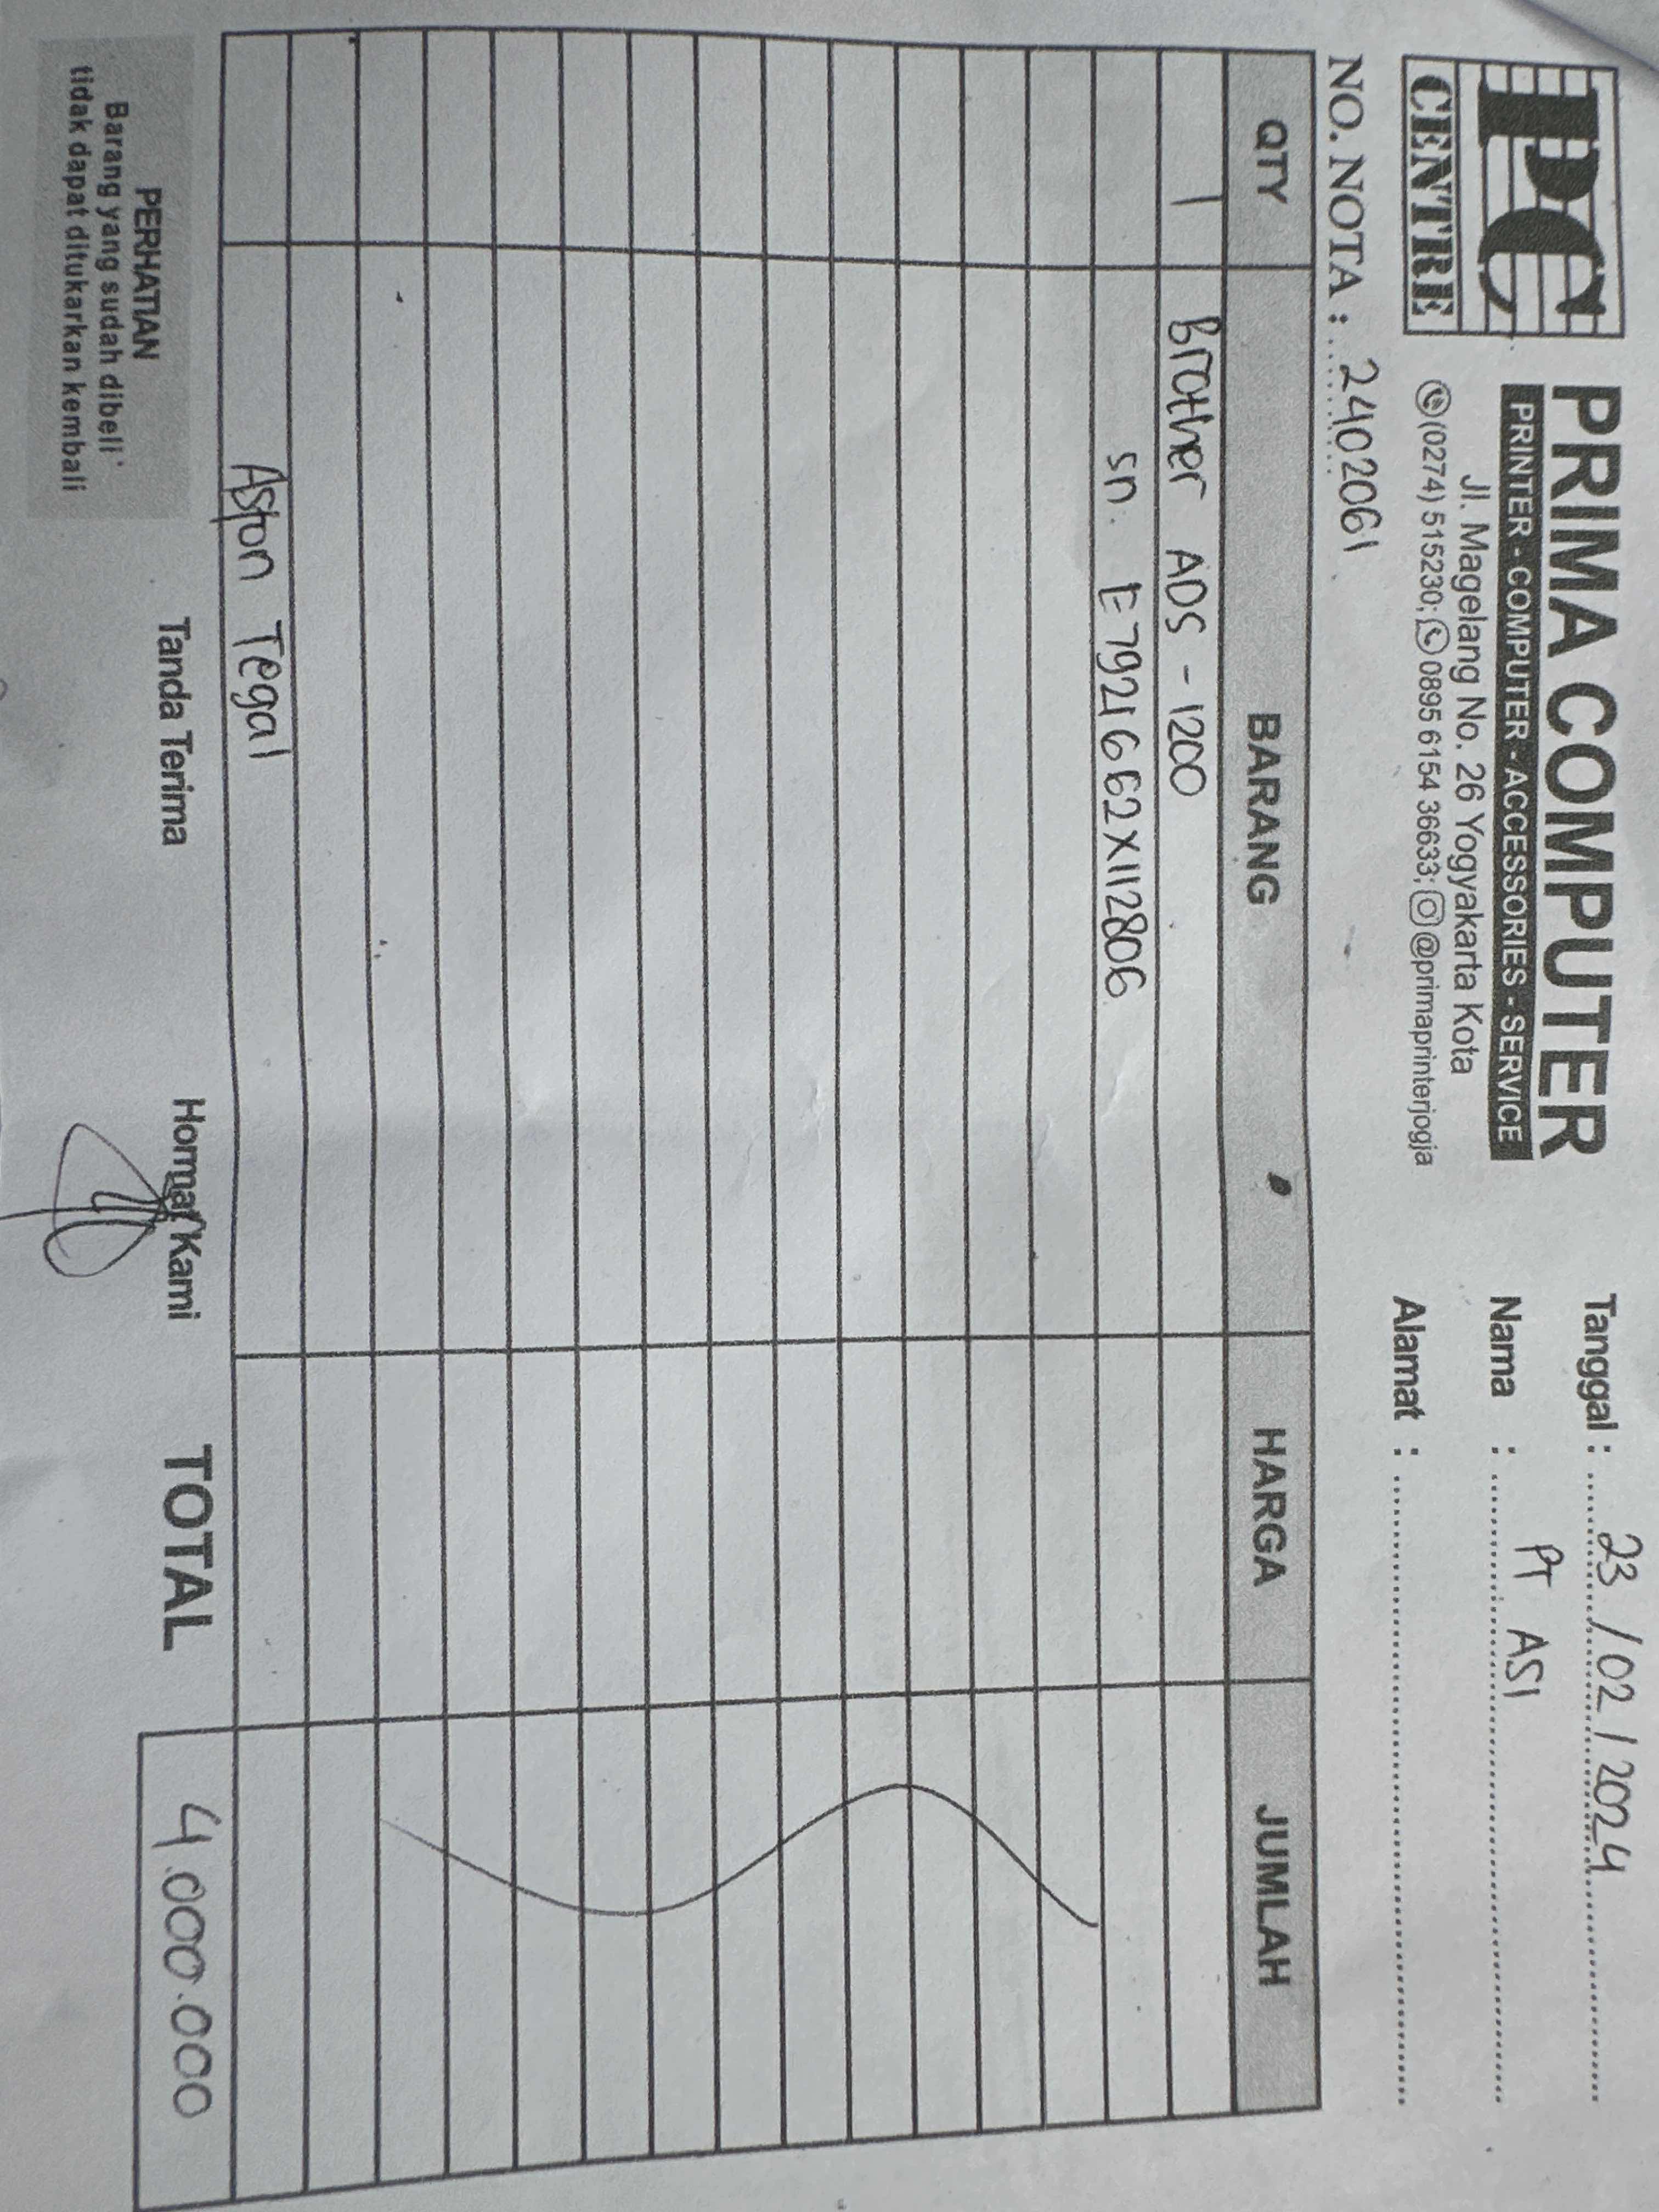 PC
CENTRE
PRIMA COMPUTER
PRINTER - COMPUTER - ACCESSORIES - SERVICE
Jl. Magelang No. 26 Yogyakarta Kota
(0274) 515230; 0895 6154 36633; @primaprinterjogja
Tanggal : 23/02/2024
Nama : PT ASI
Alamat :
NO. NOTA : 2402061
QTY BARANG HARGA JUMLAH
1 Brother ADS-1200
sn. E79216G62X112806
Aston Tegal
PERHATIAN
Barang yang sudah dibeli
tidak dapat ditukarkan kembali
Tanda Terima
Hormat Kami
TOTAL 4.000.000